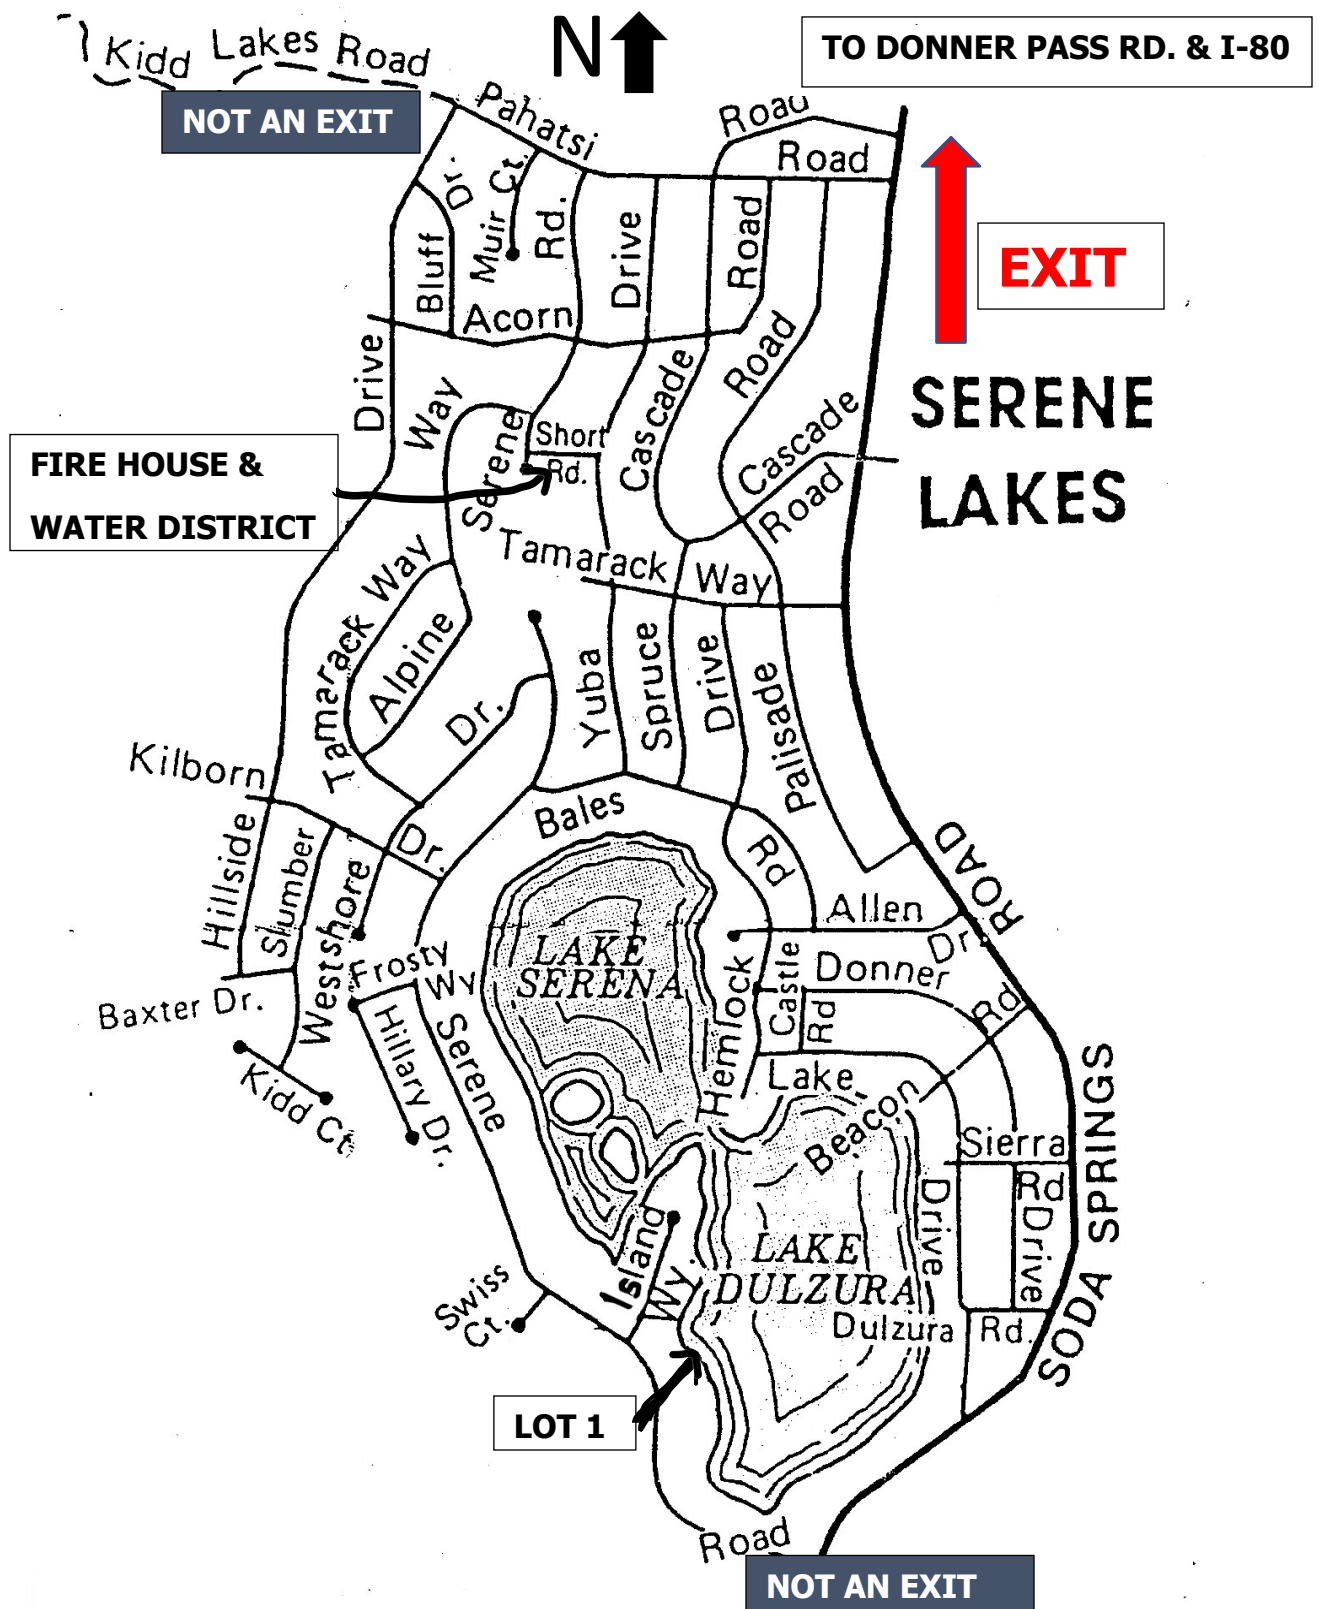 Kidd Lakes Road
N
TO DONNER PASS RD. & I-80
NOT AN EXIT
Pahatsi
Road
Road
Dr.
Muir Ct.
Rd.
Drive
Road
Bluff
EXIT
Acorn
Drive
Way
Cascade
Road
SERENE
LAKES
Serene
Short
Rd.
Cascade
Road
FIRE HOUSE &
WATER DISTRICT
Tamarack Way
Tamarack Way
Alpine
Dr.
Yuba
Spruce
Drive
Palisade
Kilborn
Dr.
Bales
Rd
Hillside
Slumber
Westshore
Allen
Dr.
ROAD
LAKE
SERENA
Frosty
Wy
Hemlock
Castle
Rd
Donner
Rd
Baxter Dr.
Hillary Dr.
Serene
Kidd Ct.
Lake
Beacon
Sierra
Rd
Drive
Drive
SODA SPRINGS
Island
Wy.
LAKE
DULZURA
Swiss
Ct.
Dulzura Rd.
LOT 1
Road
NOT AN EXIT